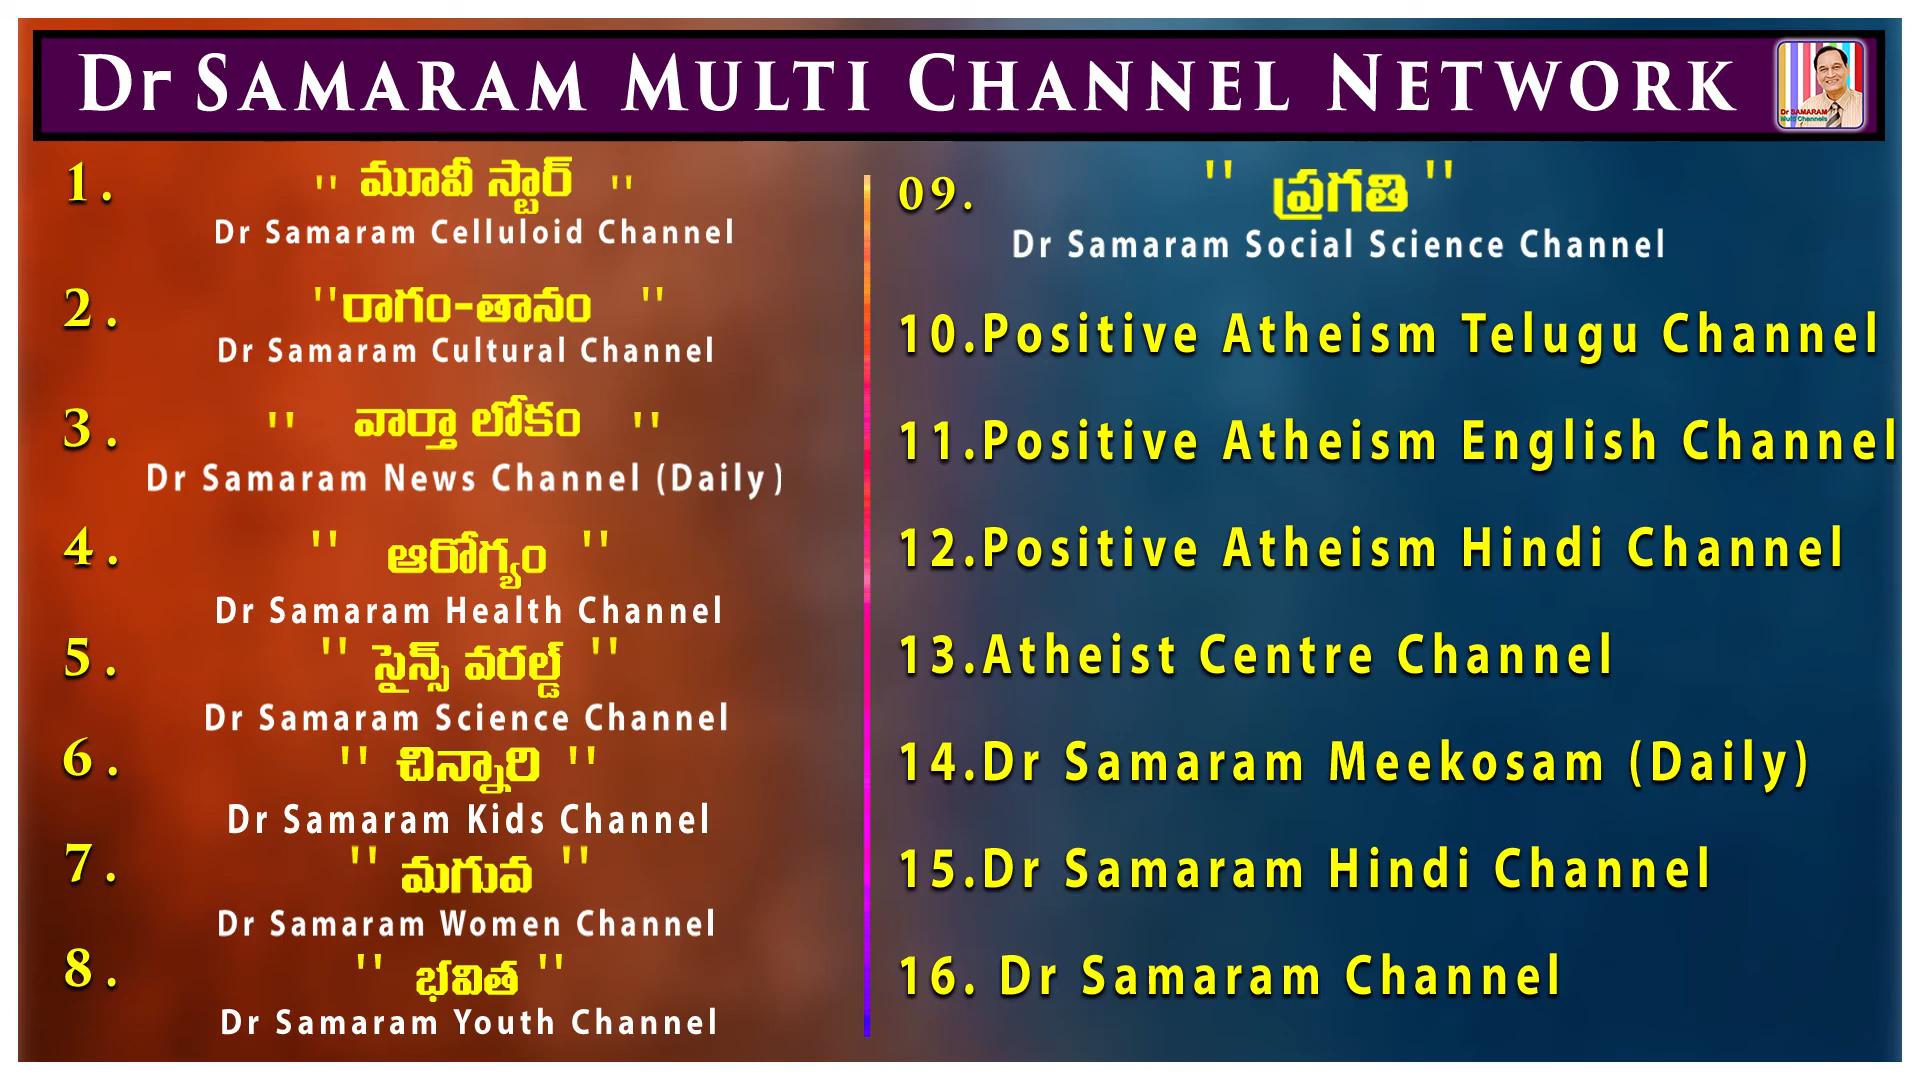 Dr SAMARAM MULTI CHANNEL NETWORK
Dr SAMARAM
Multi Channels
1. '' మూవీ స్టార్ ''
Dr Samaram Celluloid Channel
2. ''రాగం-తానం ''
Dr Samaram Cultural Channel
3. '' వార్తా లోకం ''
Dr Samaram News Channel (Daily)
4. '' ఆరోగ్యం ''
Dr Samaram Health Channel
5. '' సైన్స్ వరల్డ్ ''
Dr Samaram Science Channel
6. '' చిన్నారి ''
Dr Samaram Kids Channel
7. '' మగువ ''
Dr Samaram Women Channel
8. '' భవిత ''
Dr Samaram Youth Channel
09. '' ప్రగతి ''
Dr Samaram Social Science Channel
10.Positive Atheism Telugu Channel
11.Positive Atheism English Channel
12.Positive Atheism Hindi Channel
13.Atheist Centre Channel
14.Dr Samaram Meekosam (Daily)
15.Dr Samaram Hindi Channel
16. Dr Samaram Channel